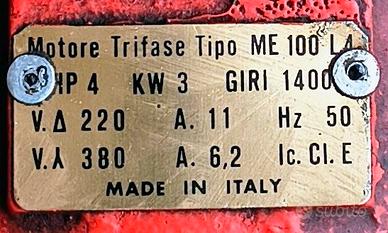 Motore Trifase Tipo ME 100 L4
HP 4 KW 3 GIRI 1400
V. Δ 220 A. 11 Hz 50
V. ⅄ 380 A. 6,2 Ic. Cl. E
MADE IN ITALY
subito